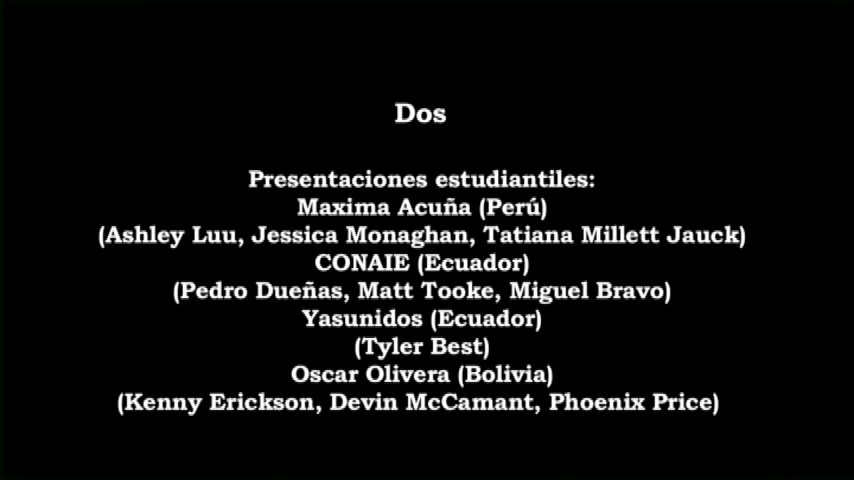 Dos
Presentaciones estudiantiles:
Maxima Acuña (Perú)
(Ashley Luu, Jessica Monaghan, Tatiana Millett Jauck)
CONAIE (Ecuador)
(Pedro Dueñas, Matt Tooke, Miguel Bravo)
Yasunidos (Ecuador)
(Tyler Best)
Oscar Olivera (Bolivia)
(Kenny Erickson, Devin McCamant, Phoenix Price)